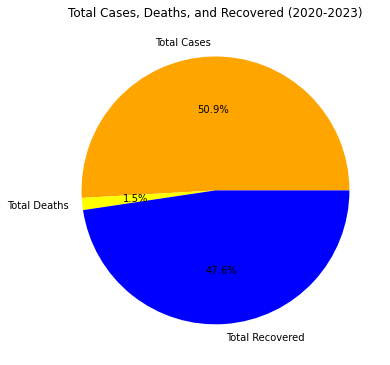 Total Cases, Deaths, and Recovered (2020-2023)
Total Cases
50.9%
1.5%
Total Deaths
47.6%
Total Recovered